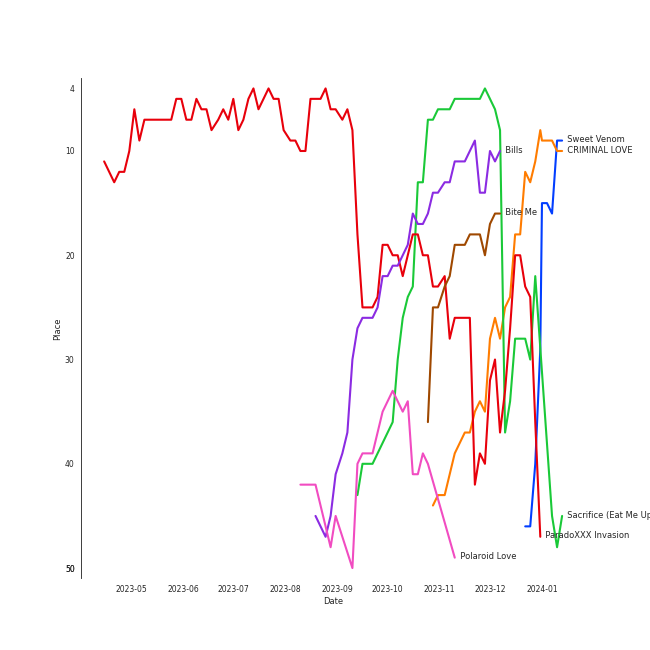 4
10
20
30
40
50
Place
Sweet Venom
CRIMINAL LOVE
Bills
Bite Me
Sacrifice (Eat Me Up
ParadoXXX Invasion
Polaroid Love
2023-05 2023-06 2023-07 2023-08 2023-09 2023-10 2023-11 2023-12 2024-01
Date